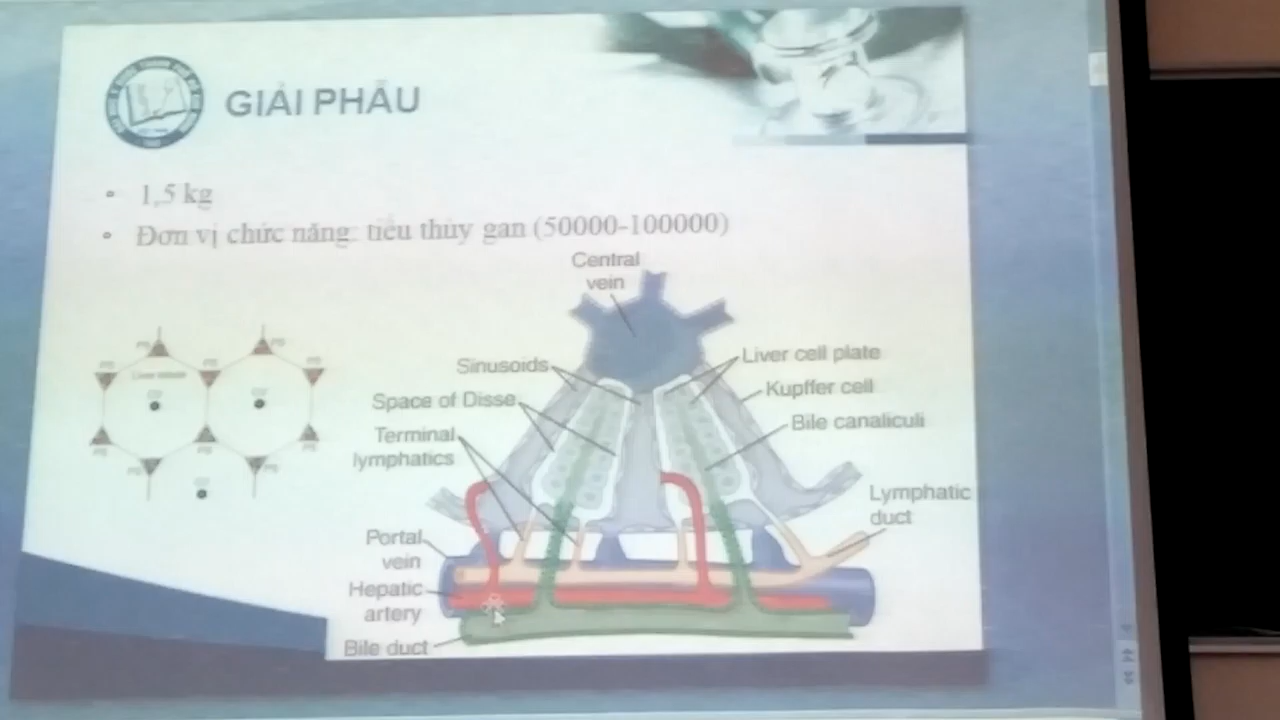 GIẢI PHẪU
• 1,5 kg
• Đơn vị chức năng: tiểu thùy gan (50000-100000)
Central
vein
Sinusoids
Liver cell plate
Space of Disse
Kupffer cell
Terminal
lymphatics
Bile canaliculi
Lymphatic
duct
Portal
vein
Hepatic
artery
Bile duct